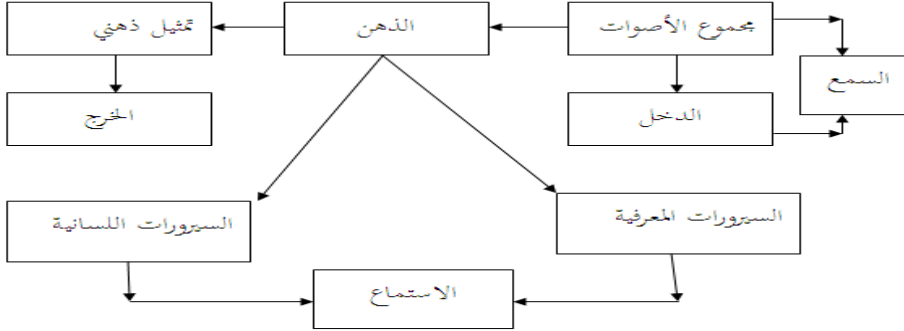 مجموع الأصوات
الذهن
تمثيل ذهني
السمع
الدخل
الخرج
السيرورات المعرفية
السيرورات اللسانية
الاستماع